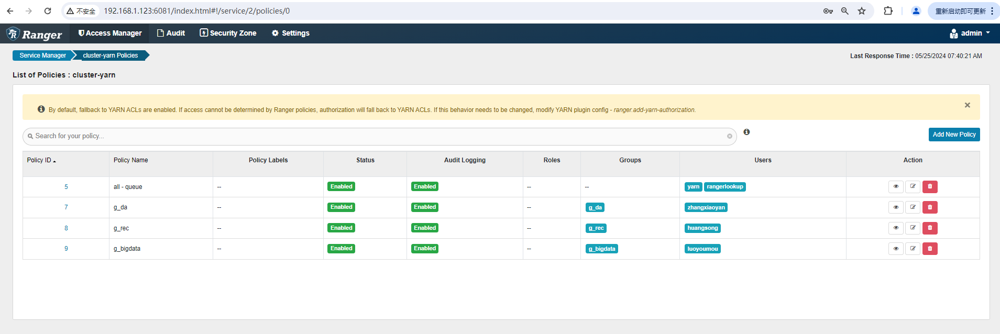 不安全 192.168.1.123:6081/index.html#!/service/2/policies/0 重新启动即可更新
Ranger Access Manager Audit Security Zone Settings admin
Service Manager cluster-yarn Policies Last Response Time : 05/25/2024 07:40:21 AM
List of Policies : cluster-yarn
By default, fallback to YARN ACLs are enabled. If access cannot be determined by Ranger policies, authorization will fall back to YARN ACLs. If this behavior needs to be changed, modify YARN plugin config - ranger.add-yarn-authorization.
Search for your policy... Add New Policy
Policy ID Policy Name Policy Labels Status Audit Logging Roles Groups Users Action
5 all - queue -- Enabled Enabled -- -- yarn rangerlookup
7 g_da -- Enabled Enabled -- g_da zhangxiaoyan
8 g_rec -- Enabled Enabled -- g_rec huangsong
9 g_bigdata -- Enabled Enabled -- g_bigdata luoyoumou